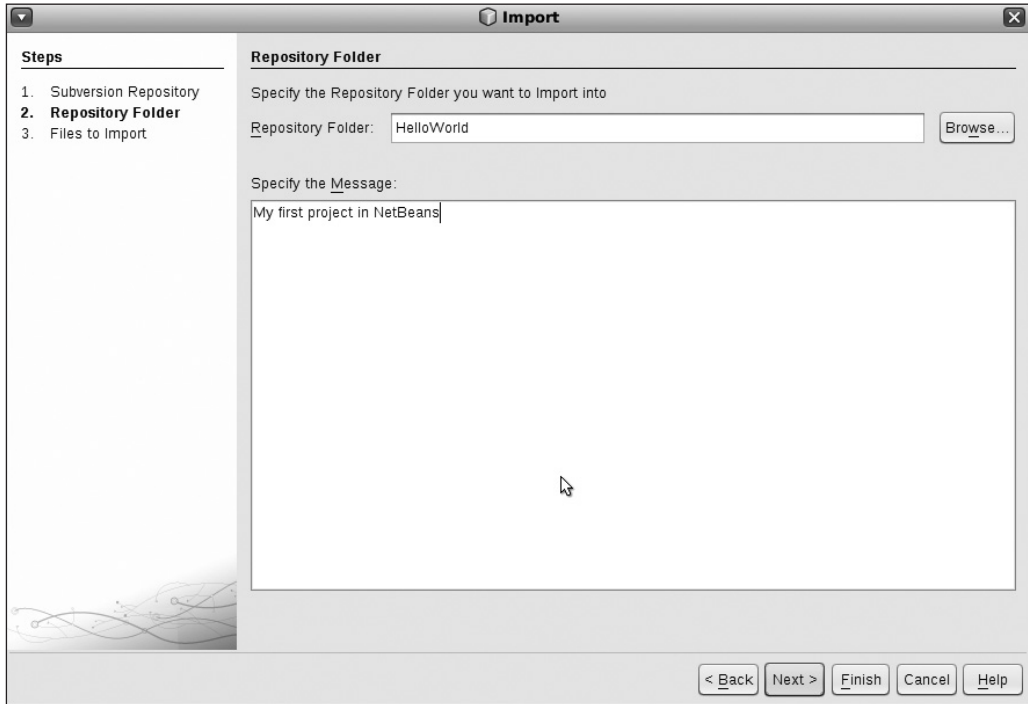 Import
Steps
1. Subversion Repository
2. Repository Folder
3. Files to Import
Repository Folder
Specify the Repository Folder you want to Import into
Repository Folder: HelloWorld Browse...
Specify the Message:
My first project in NetBeans
< Back Next > Finish Cancel Help